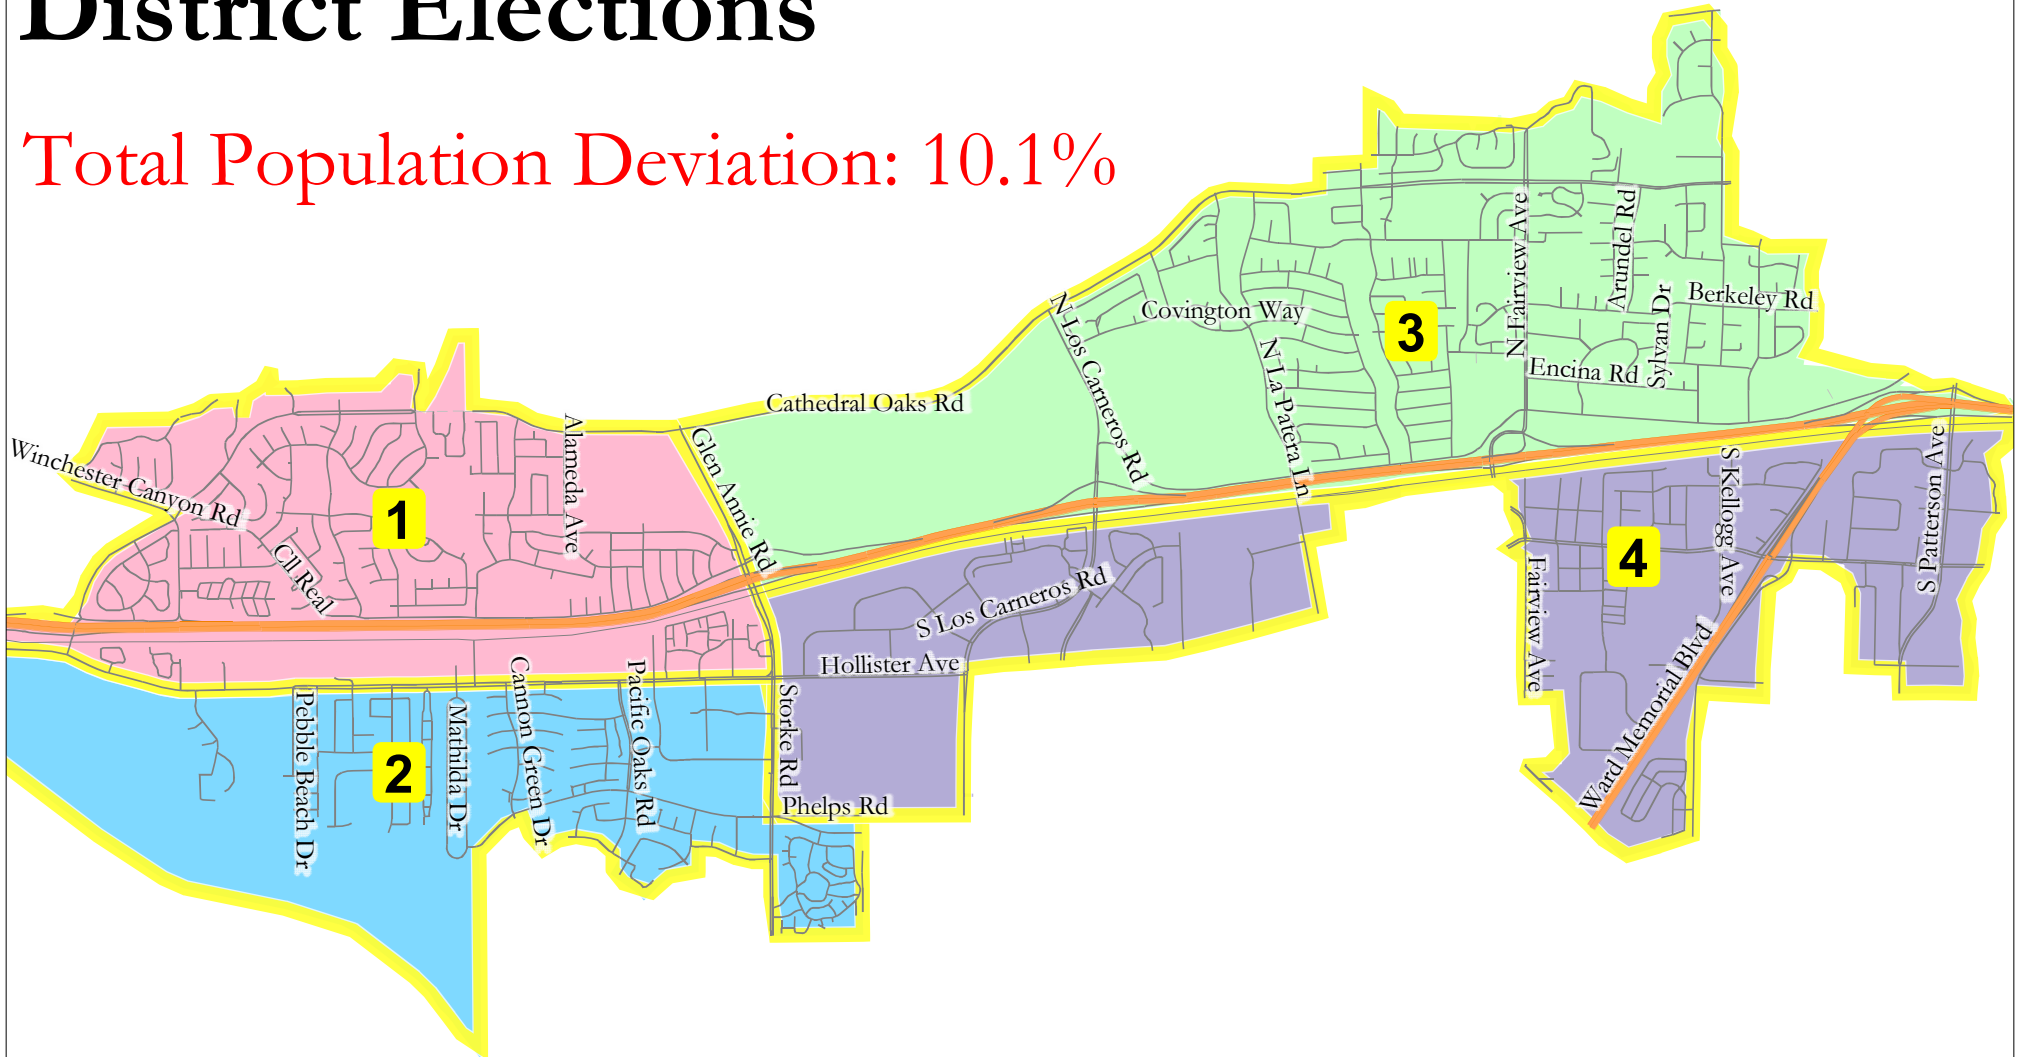 District Elections
Total Population Deviation: 10.1%
N Fairview Ave
Arundel Rd
Sylvan Dr
Berkeley Rd
Covington Way
N Los Carneros Rd
3
N La Patera Ln
Encina Rd
Cathedral Oaks Rd
Alameda Ave
Glen Annie Rd
Winchester Canyon Rd
1
Cll Real
S Kellogg Ave
S Patterson Ave
4
Fairview Ave
S Los Carneros Rd
Hollister Ave
Ward Memorial Blvd
Pebble Beach Dr
2
Mathilda Dr
Cannon Green Dr
Pacific Oaks Rd
Storke Rd
Phelps Rd